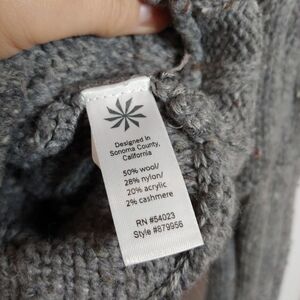 Designed in
Sonoma County,
California
50% wool/
28% nylon/
20% acrylic
2% cashmere
RN #54023
Style #879956